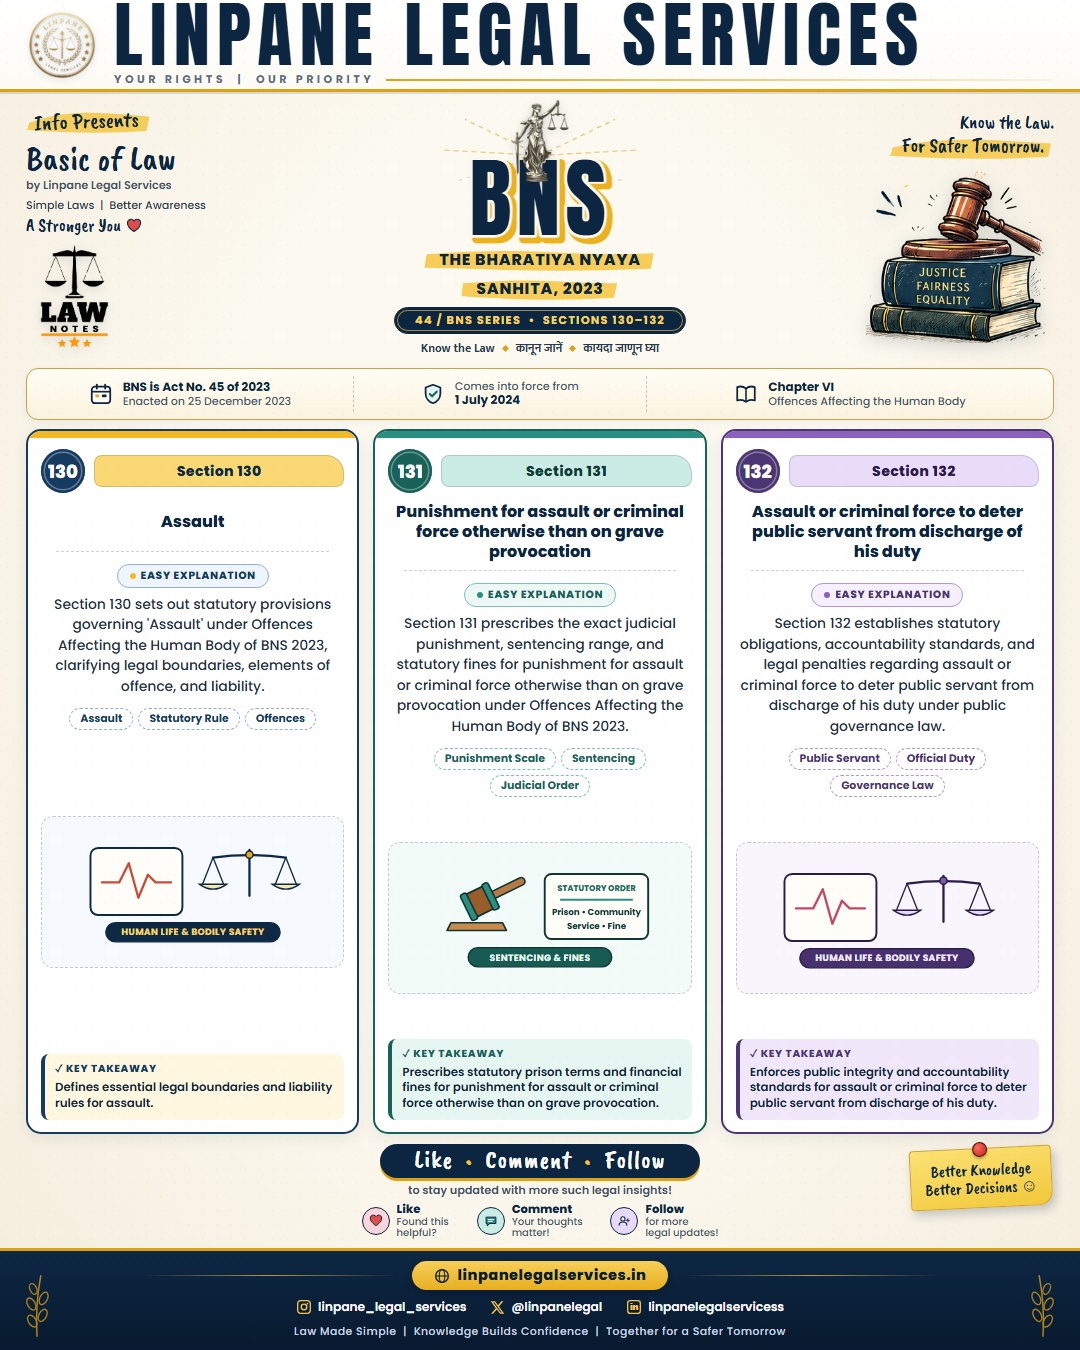 LINPANE LEGAL SERVICES
YOUR RIGHTS | OUR PRIORITY
Info Presents
Basic of Law
by Linpane Legal Services
Simple Laws | Better Awareness
A Stronger You ❤️
LAW
NOTES
BNS
THE BHARATIYA NYAYA
SANHITA, 2023
44 / BNS SERIES • SECTIONS 130–132
Know the Law ◆ कानून जानें ◆ कायदा जाणून घ्या
Know the Law.
For Safer Tomorrow.
JUSTICE
FAIRNESS
EQUALITY
BNS is Act No. 45 of 2023
Enacted on 25 December 2023
Comes into force from
1 July 2024
Chapter VI
Offences Affecting the Human Body
130
Section 130
Assault
EASY EXPLANATION
Section 130 sets out statutory provisions
governing 'Assault' under Offences
Affecting the Human Body of BNS 2023,
clarifying legal boundaries, elements of
offence, and liability.
Assault
Statutory Rule
Offences
HUMAN LIFE & BODILY SAFETY
✓ KEY TAKEAWAY
Defines essential legal boundaries and liability
rules for assault.
131
Section 131
Punishment for assault or criminal
force otherwise than on grave
provocation
EASY EXPLANATION
Section 131 prescribes the exact judicial
punishment, sentencing range, and
statutory fines for punishment for assault
or criminal force otherwise than on grave
provocation under Offences Affecting the
Human Body of BNS 2023.
Punishment Scale
Sentencing
Judicial Order
STATUTORY ORDER
Prison • Community
Service • Fine
SENTENCING & FINES
✓ KEY TAKEAWAY
Prescribes statutory prison terms and financial
fines for punishment for assault or criminal
force otherwise than on grave provocation.
132
Section 132
Assault or criminal force to deter
public servant from discharge of
his duty
EASY EXPLANATION
Section 132 establishes statutory
obligations, accountability standards, and
legal penalties regarding assault or
criminal force to deter public servant from
discharge of his duty under public
governance law.
Public Servant
Official Duty
Governance Law
HUMAN LIFE & BODILY SAFETY
✓ KEY TAKEAWAY
Enforces public integrity and accountability
standards for assault or criminal force to deter
public servant from discharge of his duty.
Like • Comment • Follow
to stay updated with more such legal insights!
Like
Found this
helpful?
Comment
Your thoughts
matter!
Follow
for more
legal updates!
Better Knowledge
Better Decisions ☺
linpanelegalservices.in
linpane_legal_services
@linpanelegal
linpanelegalservicess
Law Made Simple | Knowledge Builds Confidence | Together for a Safer Tomorrow